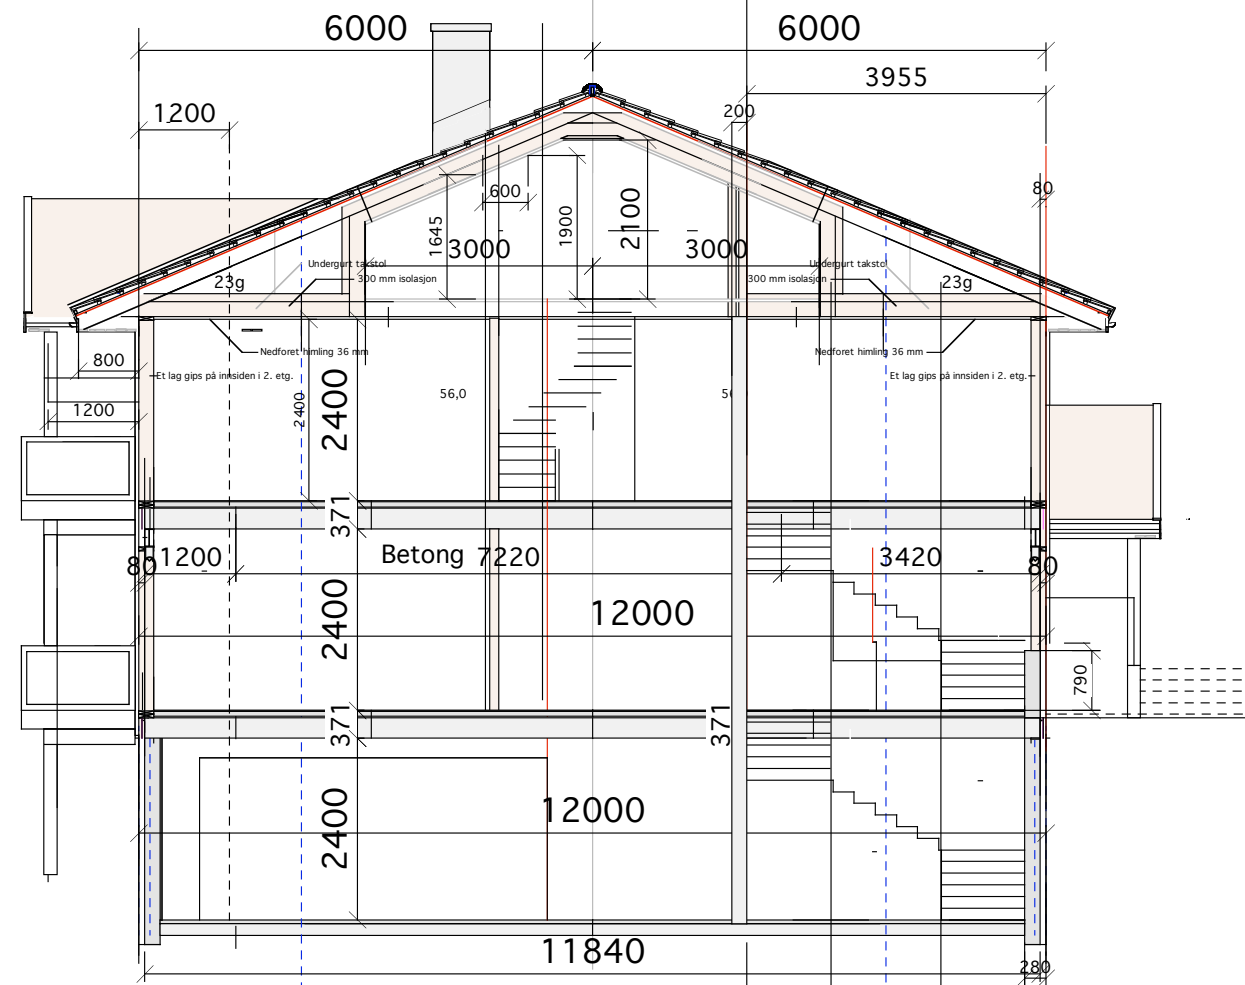 6000
6000
3955
1200
200
80
600
1645
1900
2100
3000
3000
Undergurt takstol
Undergurt takstol
300 mm isolasjon
300 mm isolasjon
23g
23g
Nedforet himling 36 mm
Nedforet himling 36 mm
800
Et lag gips på innsiden i 2. etg.
Et lag gips på innsiden i 2. etg.
2400
2400
56,0
1200
371
80
1200
Betong
7220
3420
80
2400
12000
790
371
371
2400
12000
11840
280